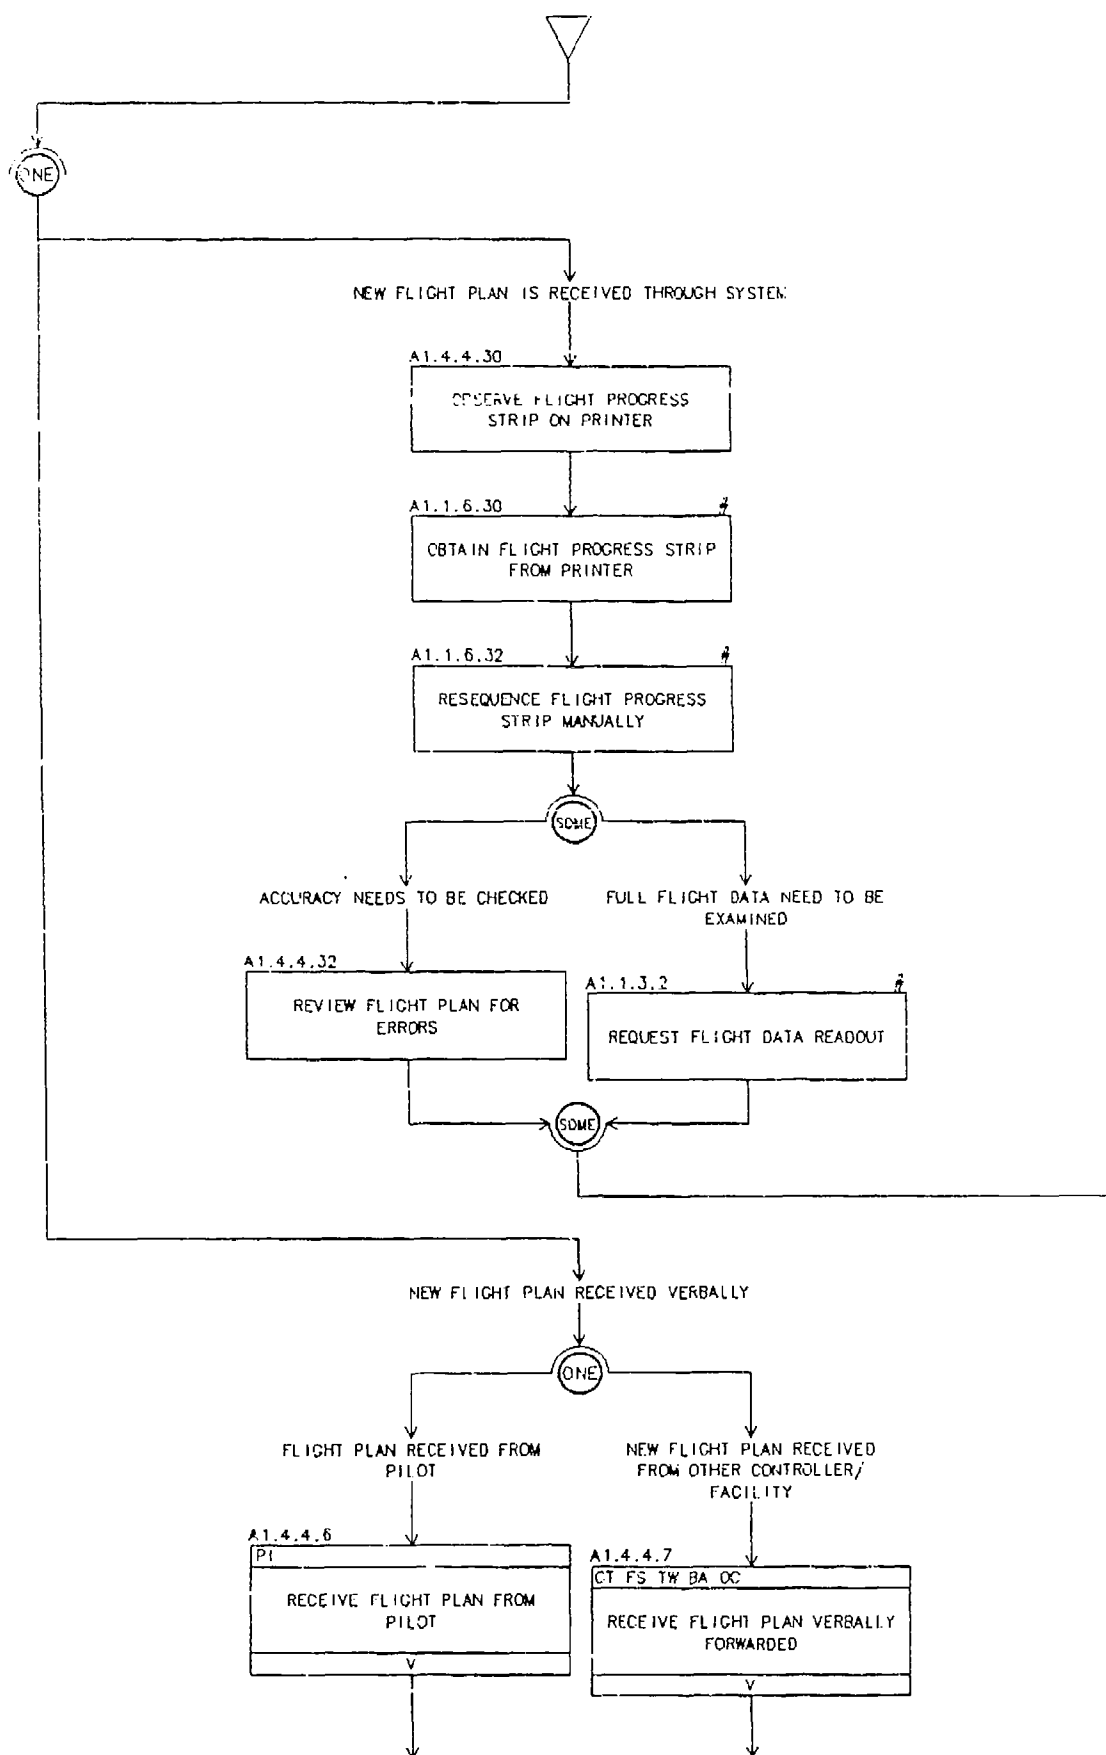 ONE
NEW FLIGHT PLAN IS RECEIVED THROUGH SYSTEM
A1.4.4.30
OBSERVE FLIGHT PROGRESS
STRIP ON PRINTER
A1.1.6.30
OBTAIN FLIGHT PROGRESS STRIP
FROM PRINTER
A1.1.6.32
RESEQUENCE FLIGHT PROGRESS
STRIP MANUALLY
SOME
ACCURACY NEEDS TO BE CHECKED
FULL FLIGHT DATA NEED TO BE
EXAMINED
A1.4.4.32
REVIEW FLIGHT PLAN FOR
ERRORS
A1.1.3.2
REQUEST FLIGHT DATA READOUT
SOME
NEW FLIGHT PLAN RECEIVED VERBALLY
ONE
FLIGHT PLAN RECEIVED FROM
PILOT
NEW FLIGHT PLAN RECEIVED
FROM OTHER CONTROLLER/
FACILITY
A1.4.4.6
PI
RECEIVE FLIGHT PLAN FROM
PILOT
V
A1.4.4.7
CT FS TW BA OC
RECEIVE FLIGHT PLAN VERBALLY
FORWARDED
V